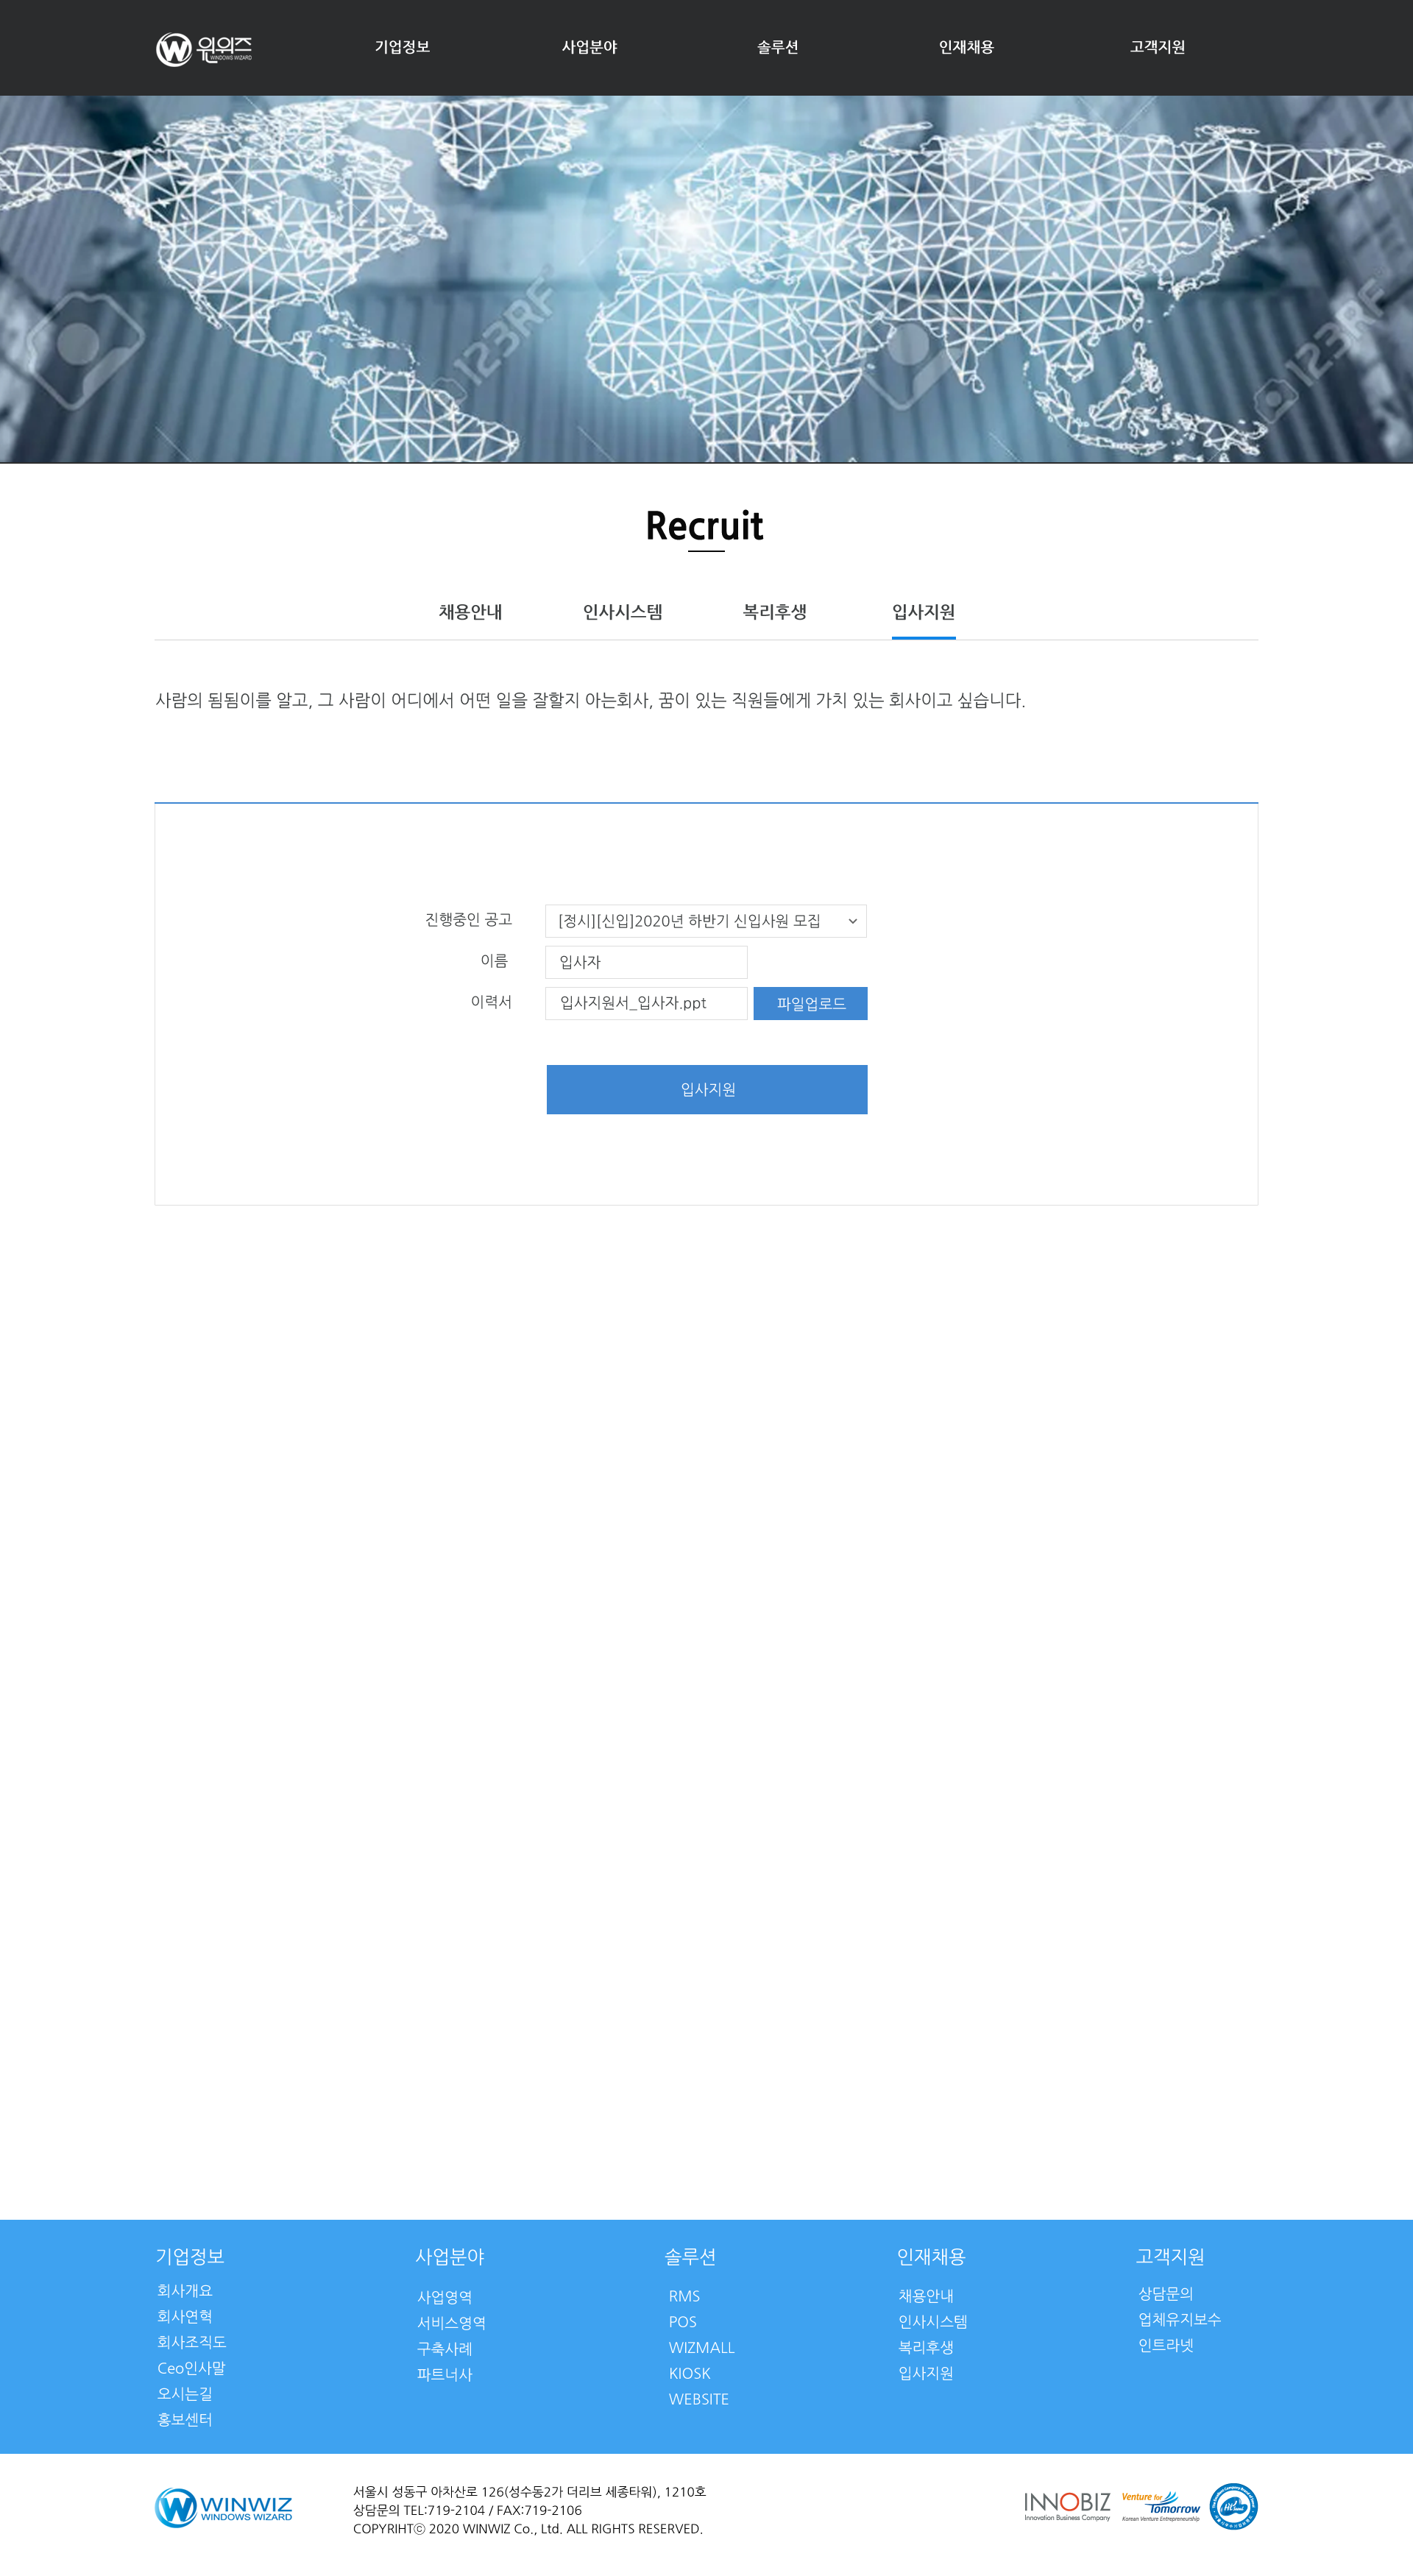 윈위즈
WINDOWS WIZARD
기업정보 사업분야 솔루션 인재채용 고객지원
123RF 123RF
Recruit
채용안내 인사시스템 복리후생 입사지원
사람의 됨됨이를 알고, 그 사람이 어디에서 어떤 일을 잘할지 아는회사, 꿈이 있는 직원들에게 가치 있는 회사이고 싶습니다.
진행중인 공고 [정시][신입]2020년 하반기 신입사원 모집
이름 입사자
이력서 입사지원서_입사자.ppt 파일업로드
입사지원
기업정보
회사개요
회사연혁
회사조직도
Ceo인사말
오시는길
홍보센터
사업분야
사업영역
서비스영역
구축사례
파트너사
솔루션
RMS
POS
WIZMALL
KIOSK
WEBSITE
인재채용
채용안내
인사시스템
복리후생
입사지원
고객지원
상담문의
업체유지보수
인트라넷
WINWIZ
WINDOWS WIZARD
서울시 성동구 아차산로 126(성수동2가 더리브 세종타워), 1210호
상담문의 TEL:719-2104 / FAX:719-2106
COPYRIHTⓒ 2020 WINWIZ Co., Ltd. ALL RIGHTS RESERVED.
INNOBIZ
Innovation Business Company
Venture for
Tomorrow
Korean Venture Entrepreneurship